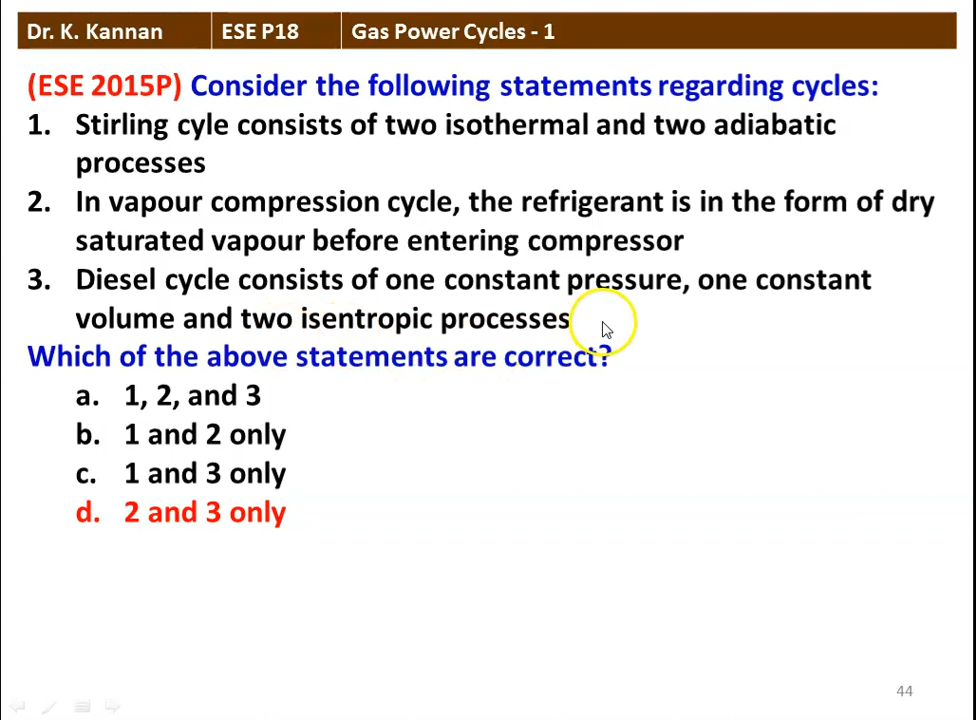 Dr. K. Kannan ESE P18 Gas Power Cycles - 1
(ESE 2015P) Consider the following statements regarding cycles:
1. Stirling cyle consists of two isothermal and two adiabatic
processes
2. In vapour compression cycle, the refrigerant is in the form of dry
saturated vapour before entering compressor
3. Diesel cycle consists of one constant pressure, one constant
volume and two isentropic processes
Which of the above statements are correct?
a. 1, 2, and 3
b. 1 and 2 only
c. 1 and 3 only
d. 2 and 3 only
44